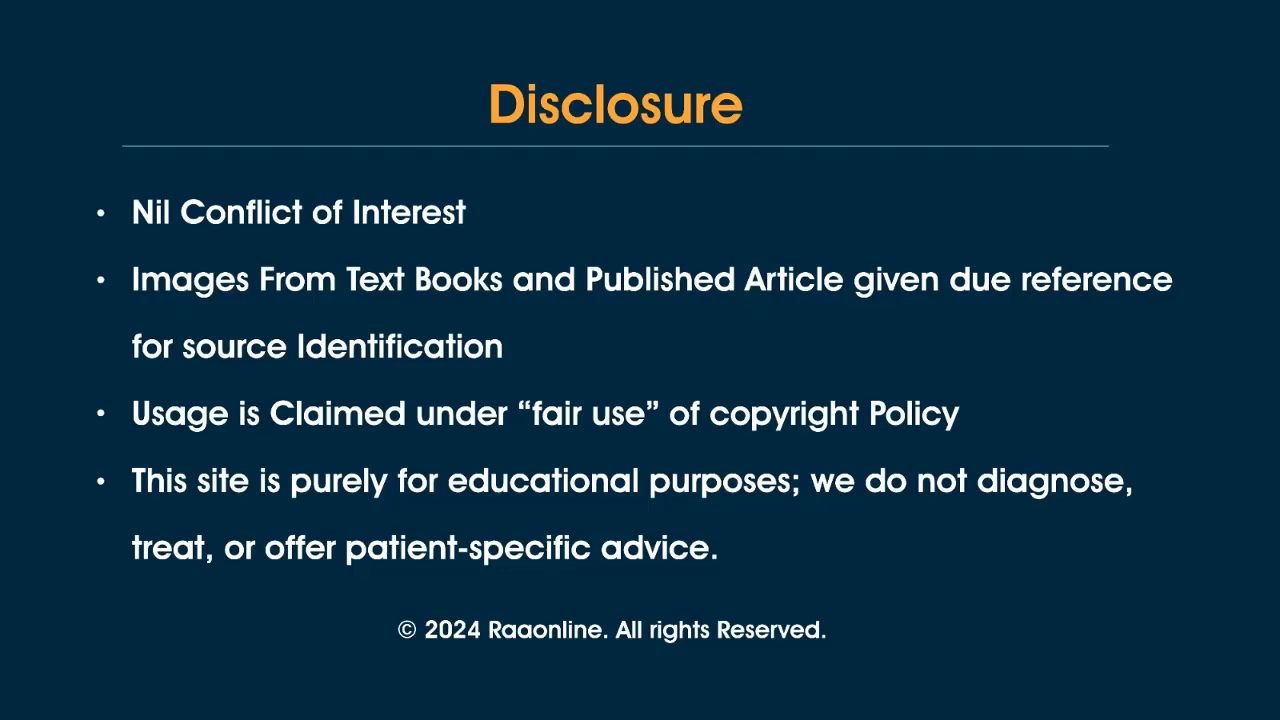 Disclosure
• Nil Conflict of Interest
• Images From Text Books and Published Article given due reference
for source Identification
• Usage is Claimed under “fair use” of copyright Policy
• This site is purely for educational purposes; we do not diagnose,
treat, or offer patient-specific advice.
© 2024 Raaonline. All rights Reserved.